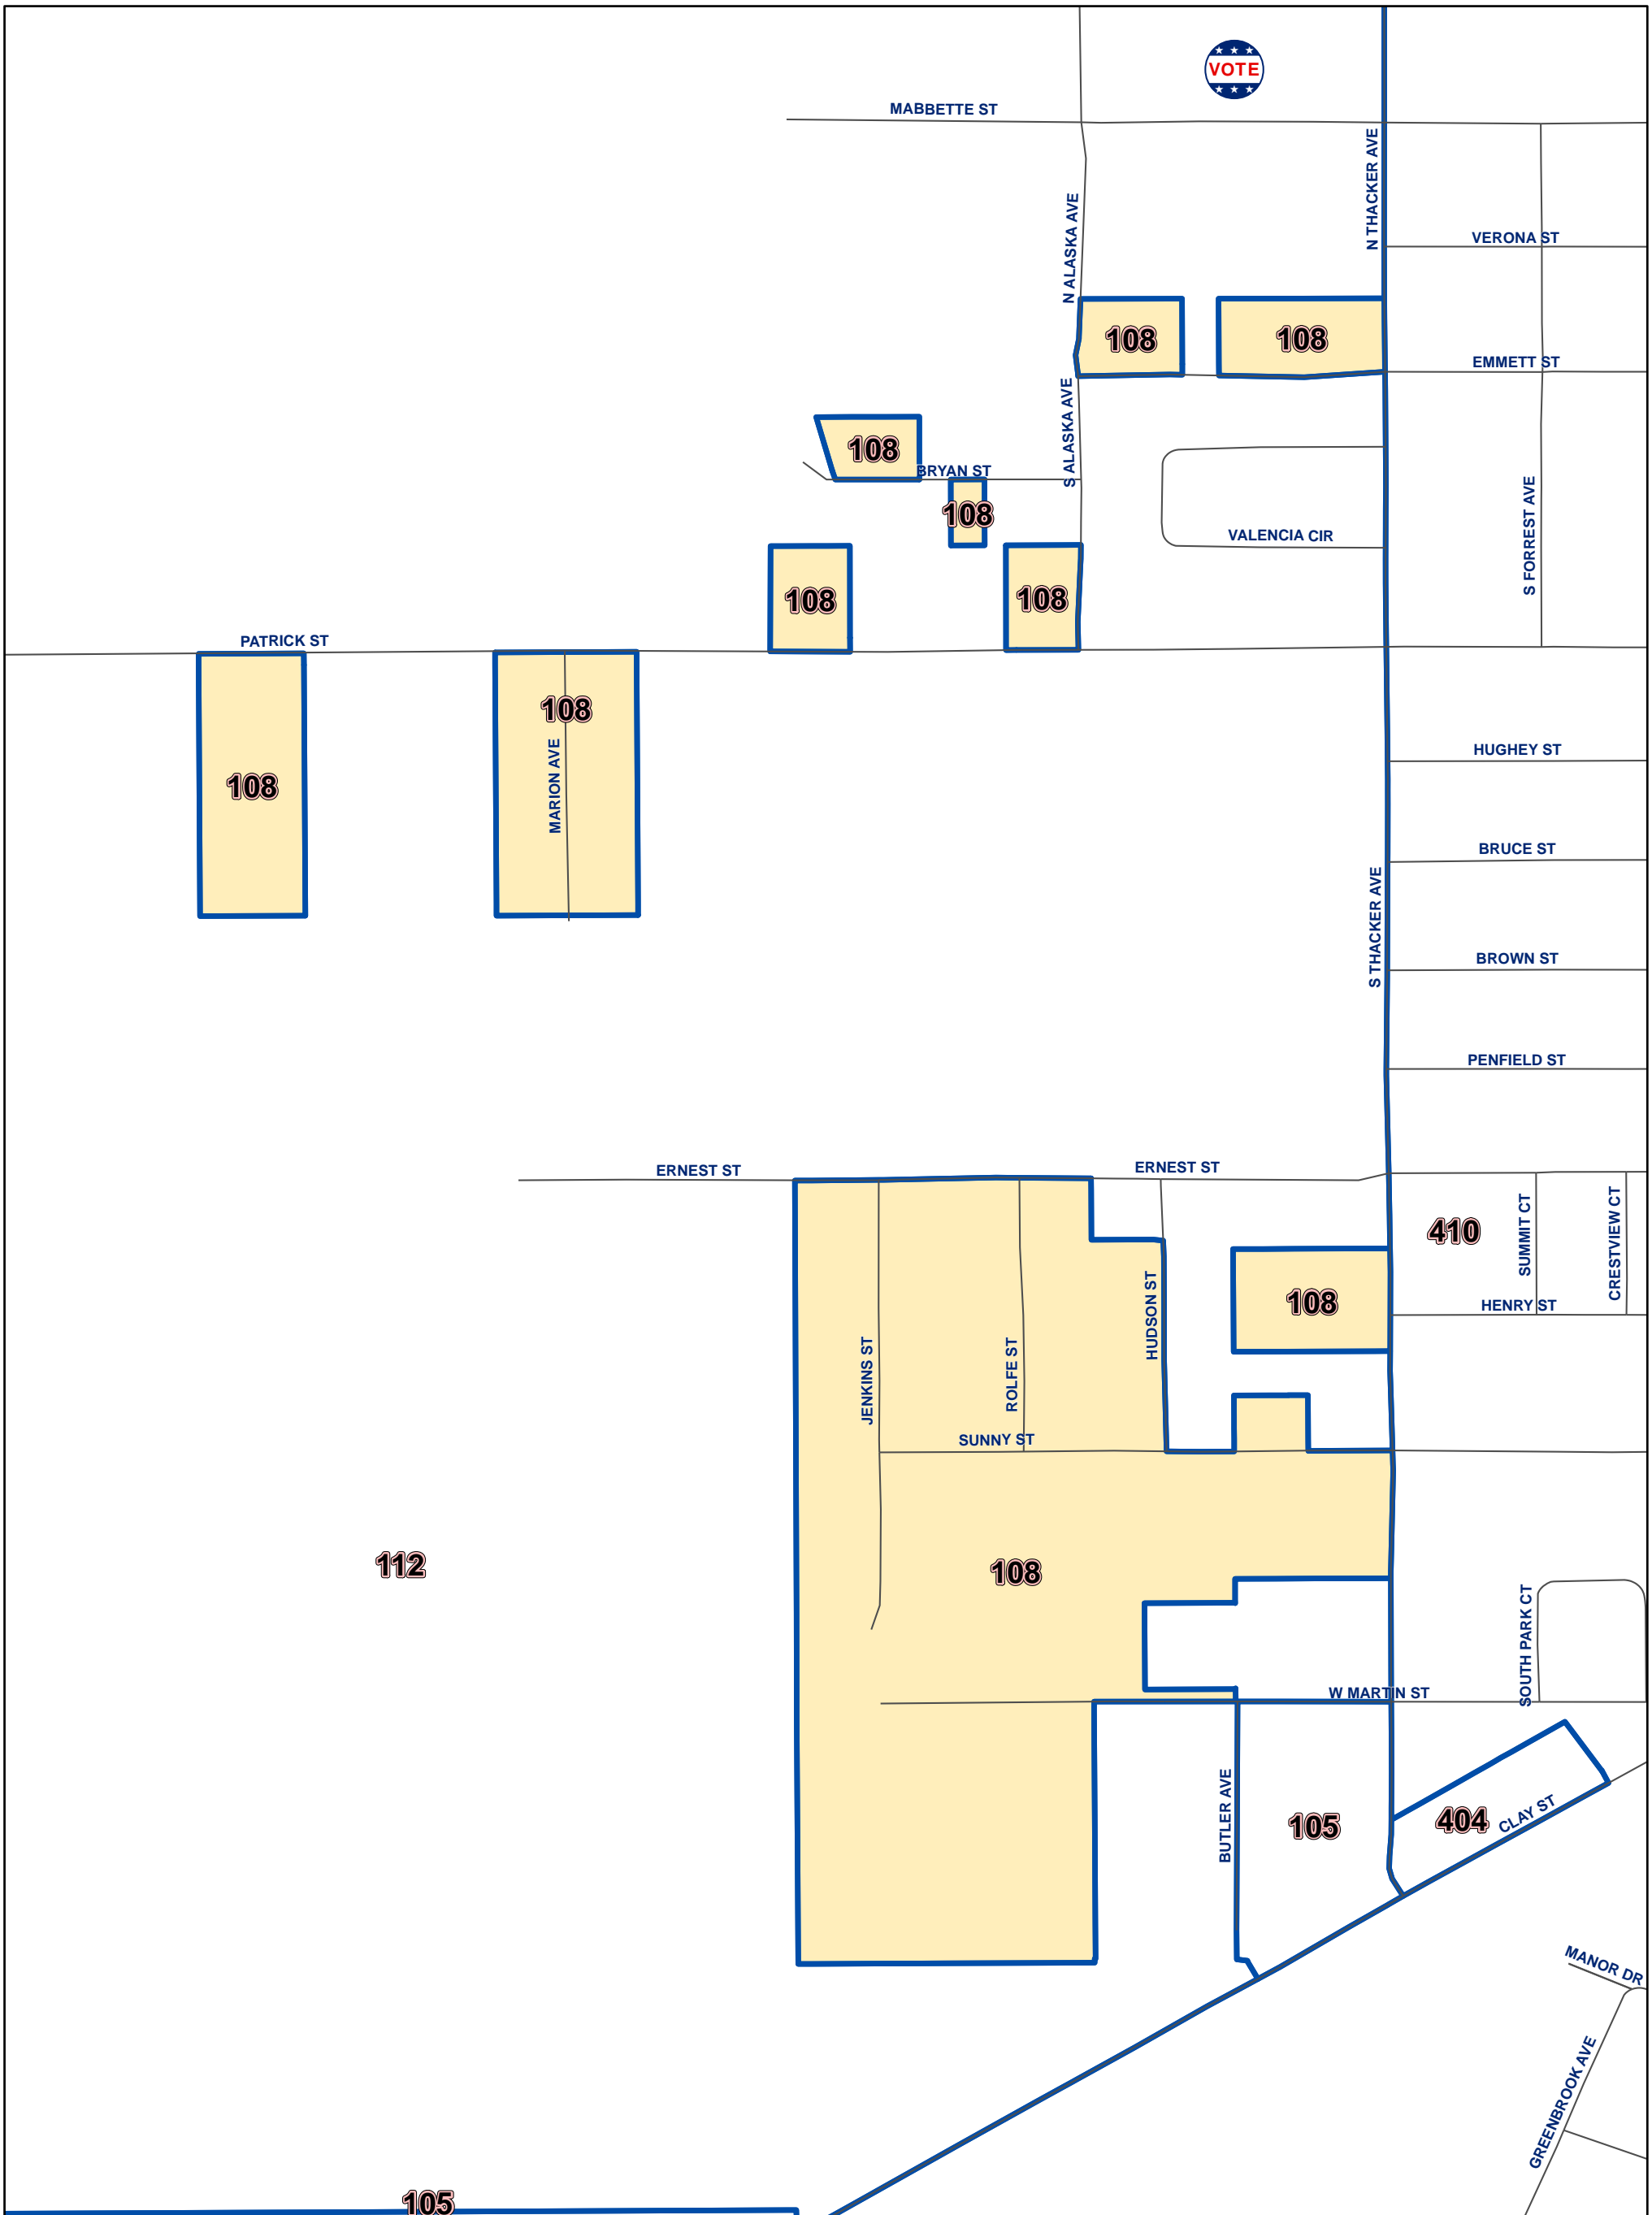 VOTE
MABBETTE ST
N THACKER AVE
N ALASKA AVE
VERONA ST
108
108
EMMETT ST
S ALASKA AVE
108
BRYAN ST
108
VALENCIA CIR
S FORREST AVE
108
108
PATRICK ST
108
MARION AVE
108
HUGHEY ST
BRUCE ST
S THACKER AVE
BROWN ST
PENFIELD ST
ERNEST ST
ERNEST ST
410
SUMMIT CT
CRESTVIEW CT
HUDSON ST
108
HENRY ST
JENKINS ST
ROLFE ST
SUNNY ST
112
108
SOUTH PARK CT
W MARTIN ST
BUTLER AVE
105
404
CLAY ST
MANOR DR
GREENBROOK AVE
105